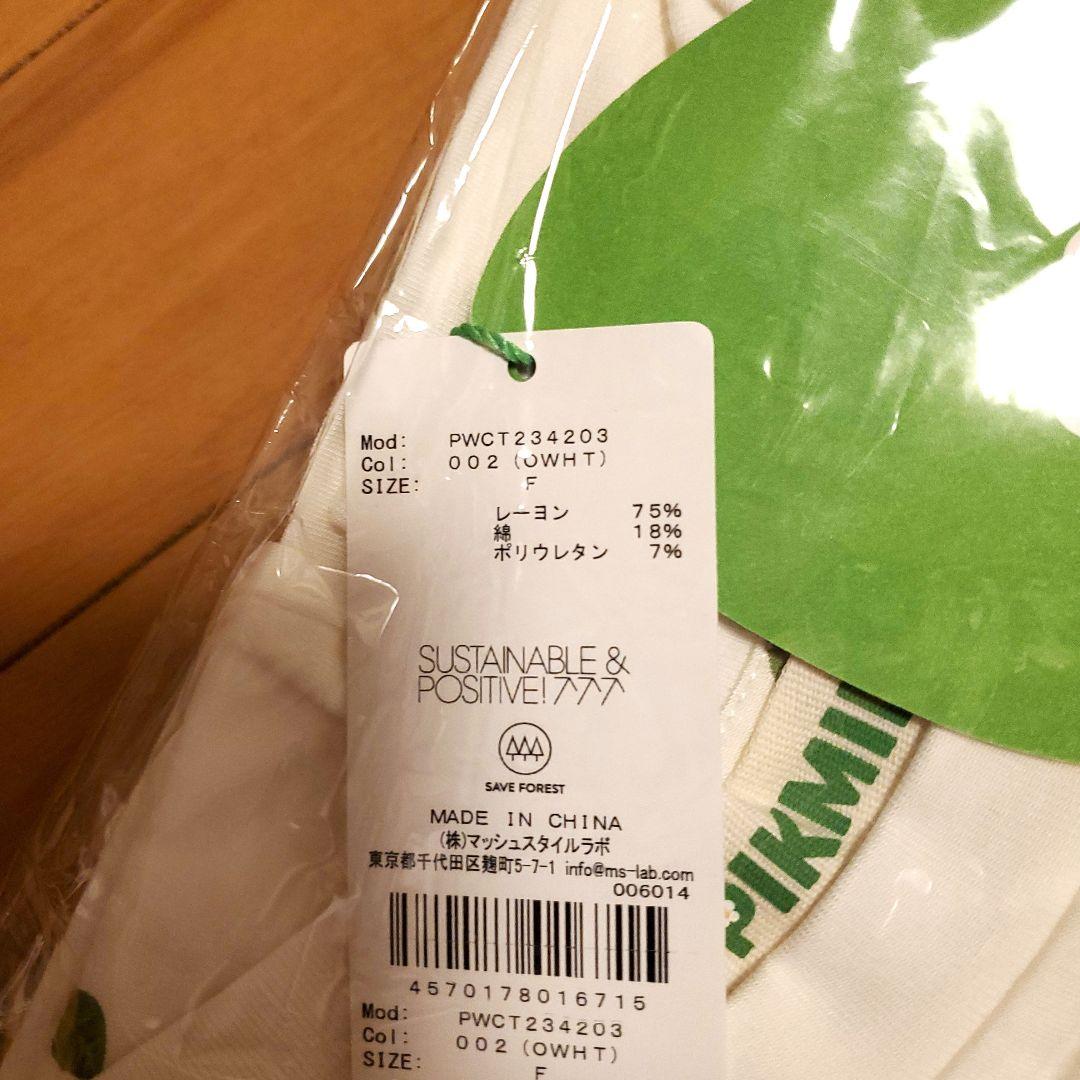 Mod: PWCT234203
Col: 002 (OWHT)
SIZE: F
レーヨン 75%
綿 18%
ポリウレタン 7%
SUSTAINABLE &
POSITIVE!
SAVE FOREST
MADE IN CHINA
(株)マッシュスタイルラボ
東京都千代田区麹町5-7-1 info@ms-lab.com
006014
4570178016715
Mod: PWCT234203
Col: 002 (OWHT)
SIZE: F
PIKMI